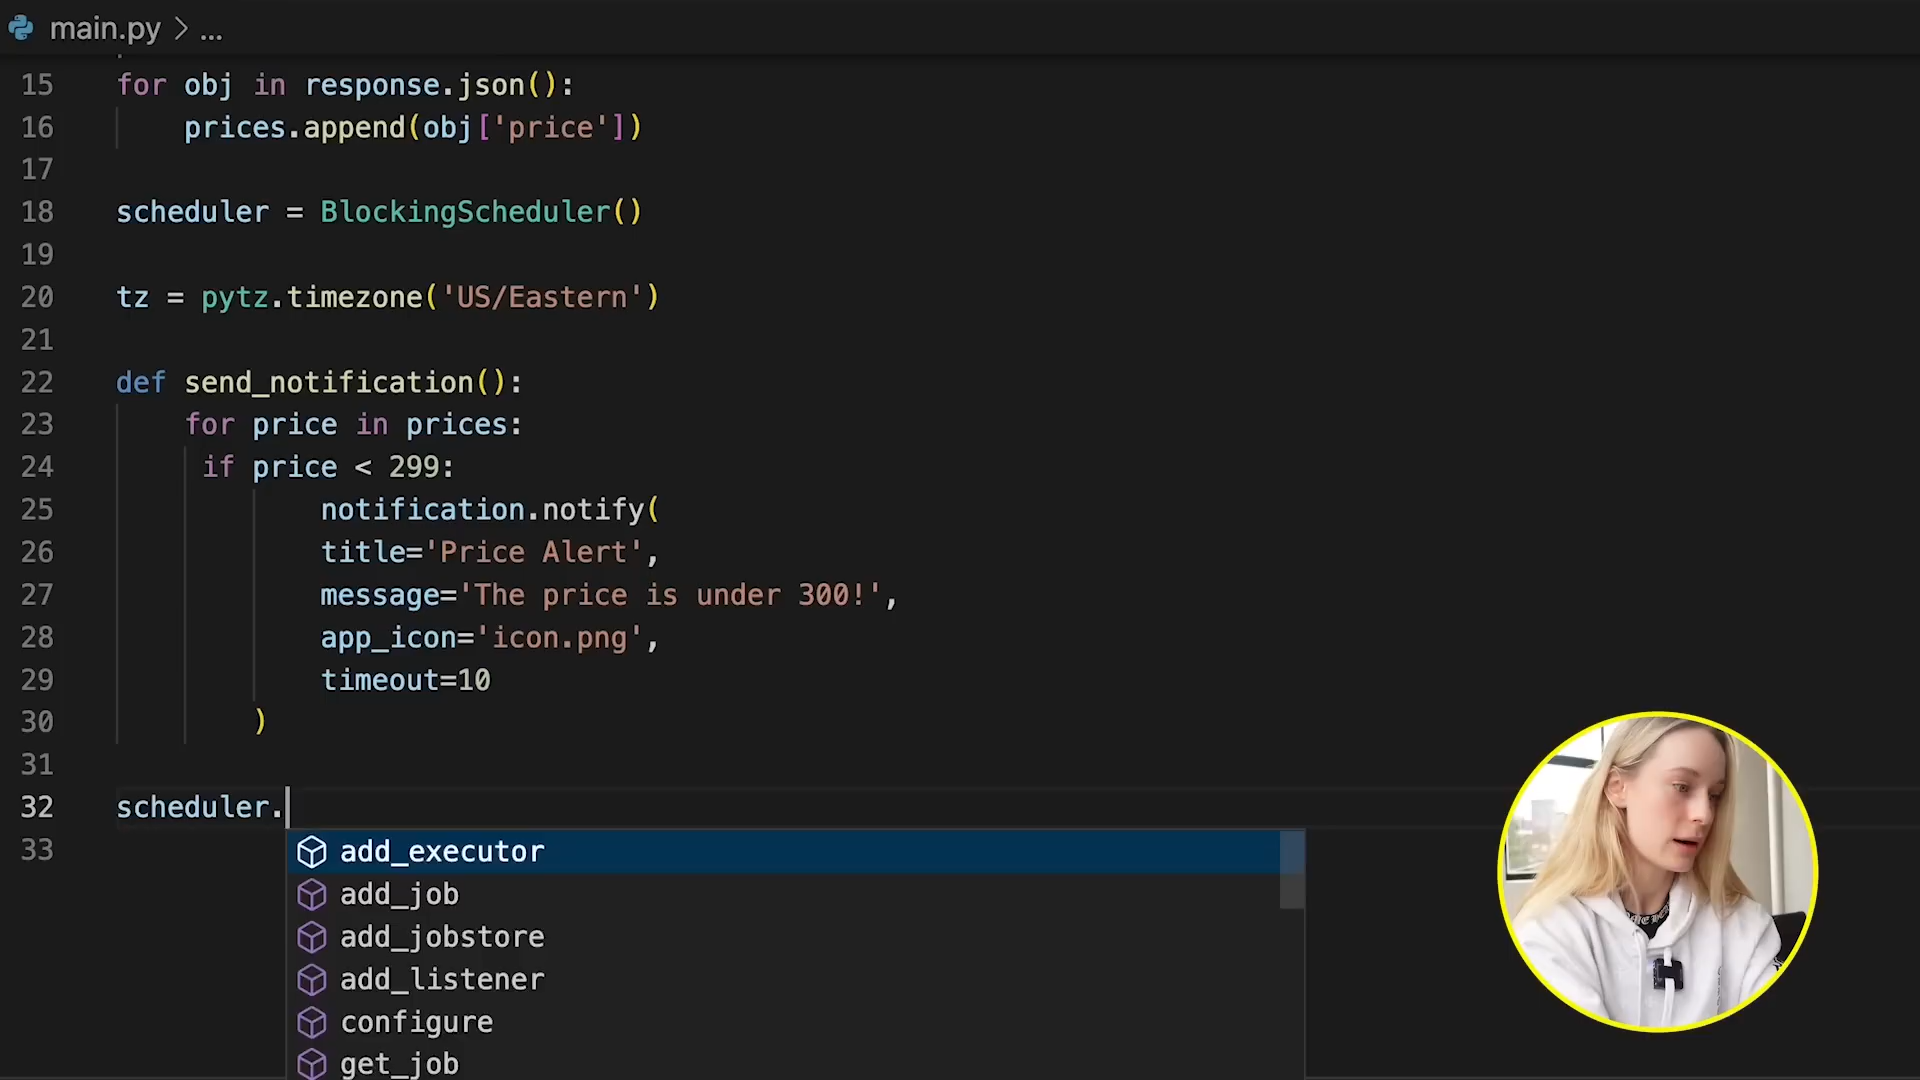 main.py > ...
15 for obj in response.json():
16 prices.append(obj['price'])
17
18 scheduler = BlockingScheduler()
19
20 tz = pytz.timezone('US/Eastern')
21
22 def send_notification():
23 for price in prices:
24 if price < 299:
25 notification.notify(
26 title='Price Alert',
27 message='The price is under 300!',
28 app_icon='icon.png',
29 timeout=10
30 )
31
32 scheduler.
33
add_executor
add_job
add_jobstore
add_listener
configure
get_job